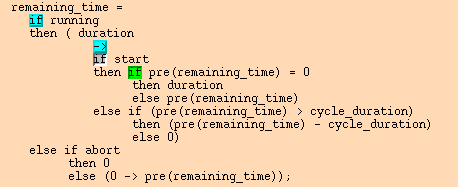 remaining_time =
if running
then ( duration
->
if start
then if pre(remaining_time) = 0
then duration
else pre(remaining_time)
else if (pre(remaining_time) > cycle_duration)
then (pre(remaining_time) - cycle_duration)
else 0)
else if abort
then 0
else (0 -> pre(remaining_time));